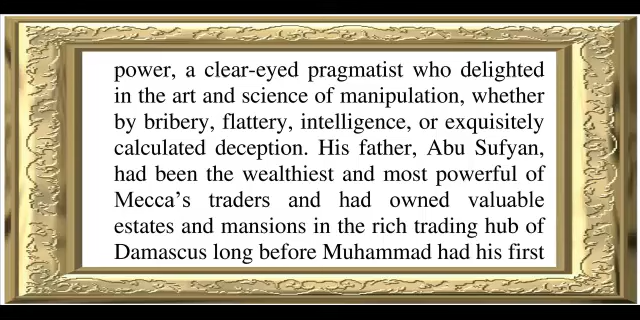 power, a clear-eyed pragmatist who delighted
in the art and science of manipulation, whether
by bribery, flattery, intelligence, or exquisitely
calculated deception. His father, Abu Sufyan,
had been the wealthiest and most powerful of
Mecca's traders and had owned valuable
estates and mansions in the rich trading hub of
Damascus long before Muhammad had his first